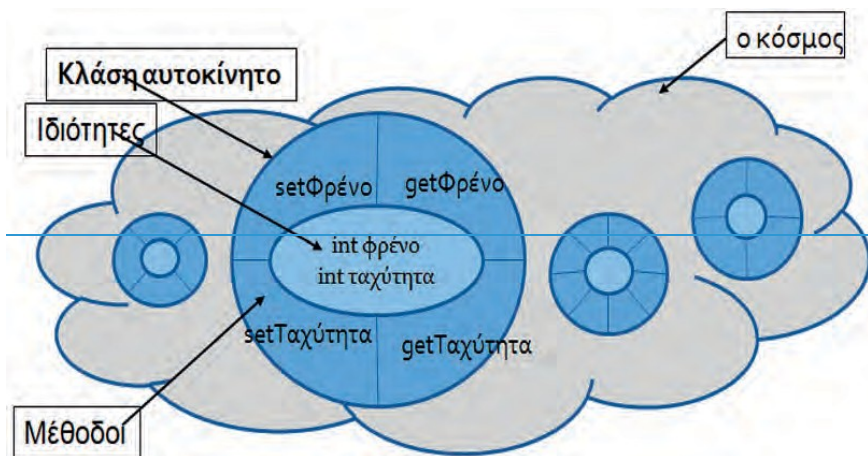 ο κόσμος
Κλάση αυτοκίνητο
Ιδιότητες
setΦρένο
getΦρένο
int φρένο
int ταχύτητα
setΤαχύτητα
getΤαχύτητα
Μέθοδοι